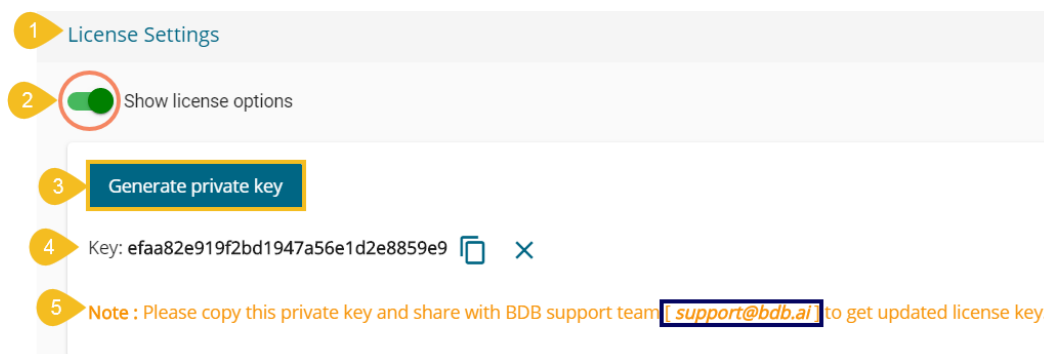 1 License Settings
2 Show license options
3 Generate private key
4 Key: efaa82e919f2bd1947a56e1d2e8859e9
5 Note : Please copy this private key and share with BDB support team [ support@bdb.ai ] to get updated license key